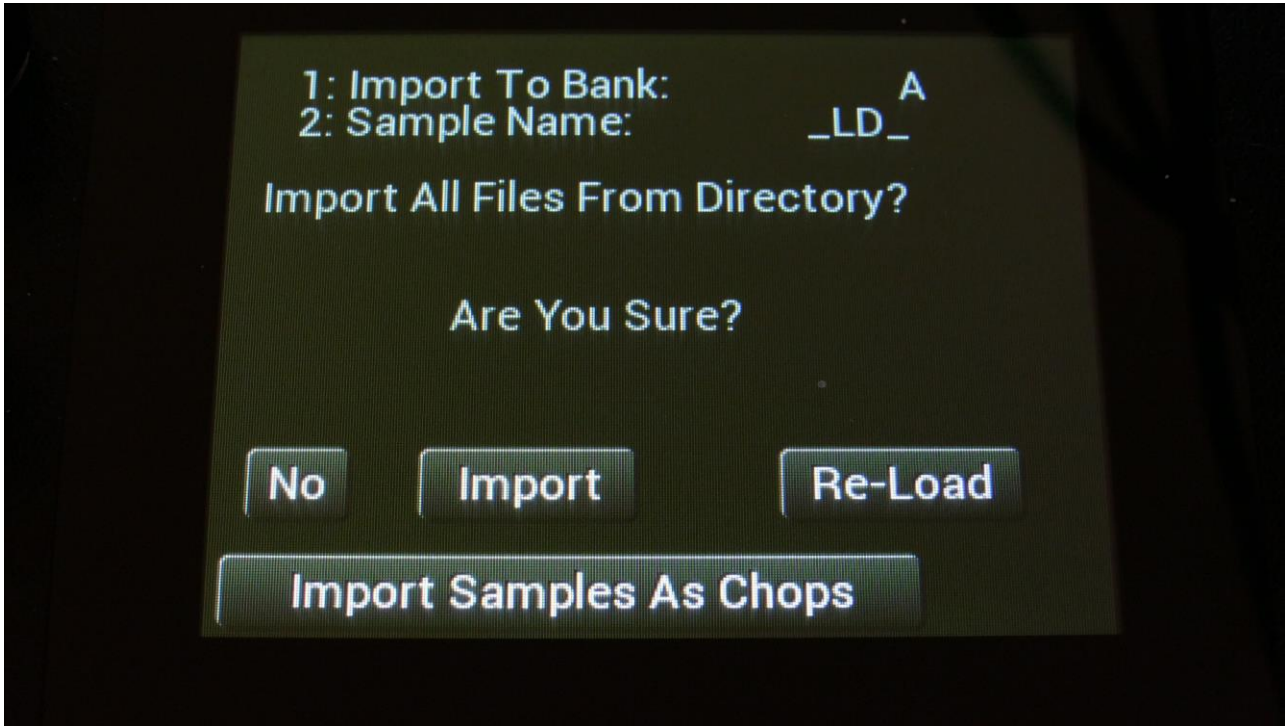 1: Import To Bank: A
2: Sample Name: _LD_
Import All Files From Directory?
Are You Sure?
No Import Re-Load
Import Samples As Chops